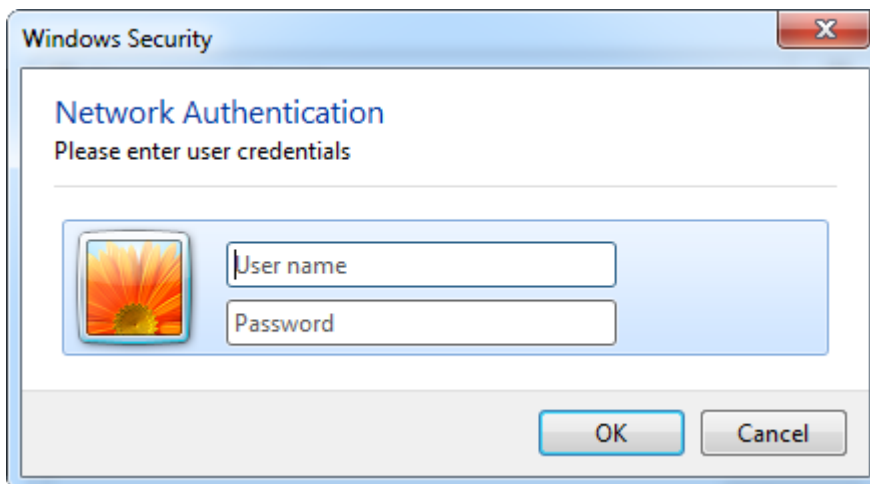 Windows Security
Network Authentication
Please enter user credentials
User name
Password
OK
Cancel